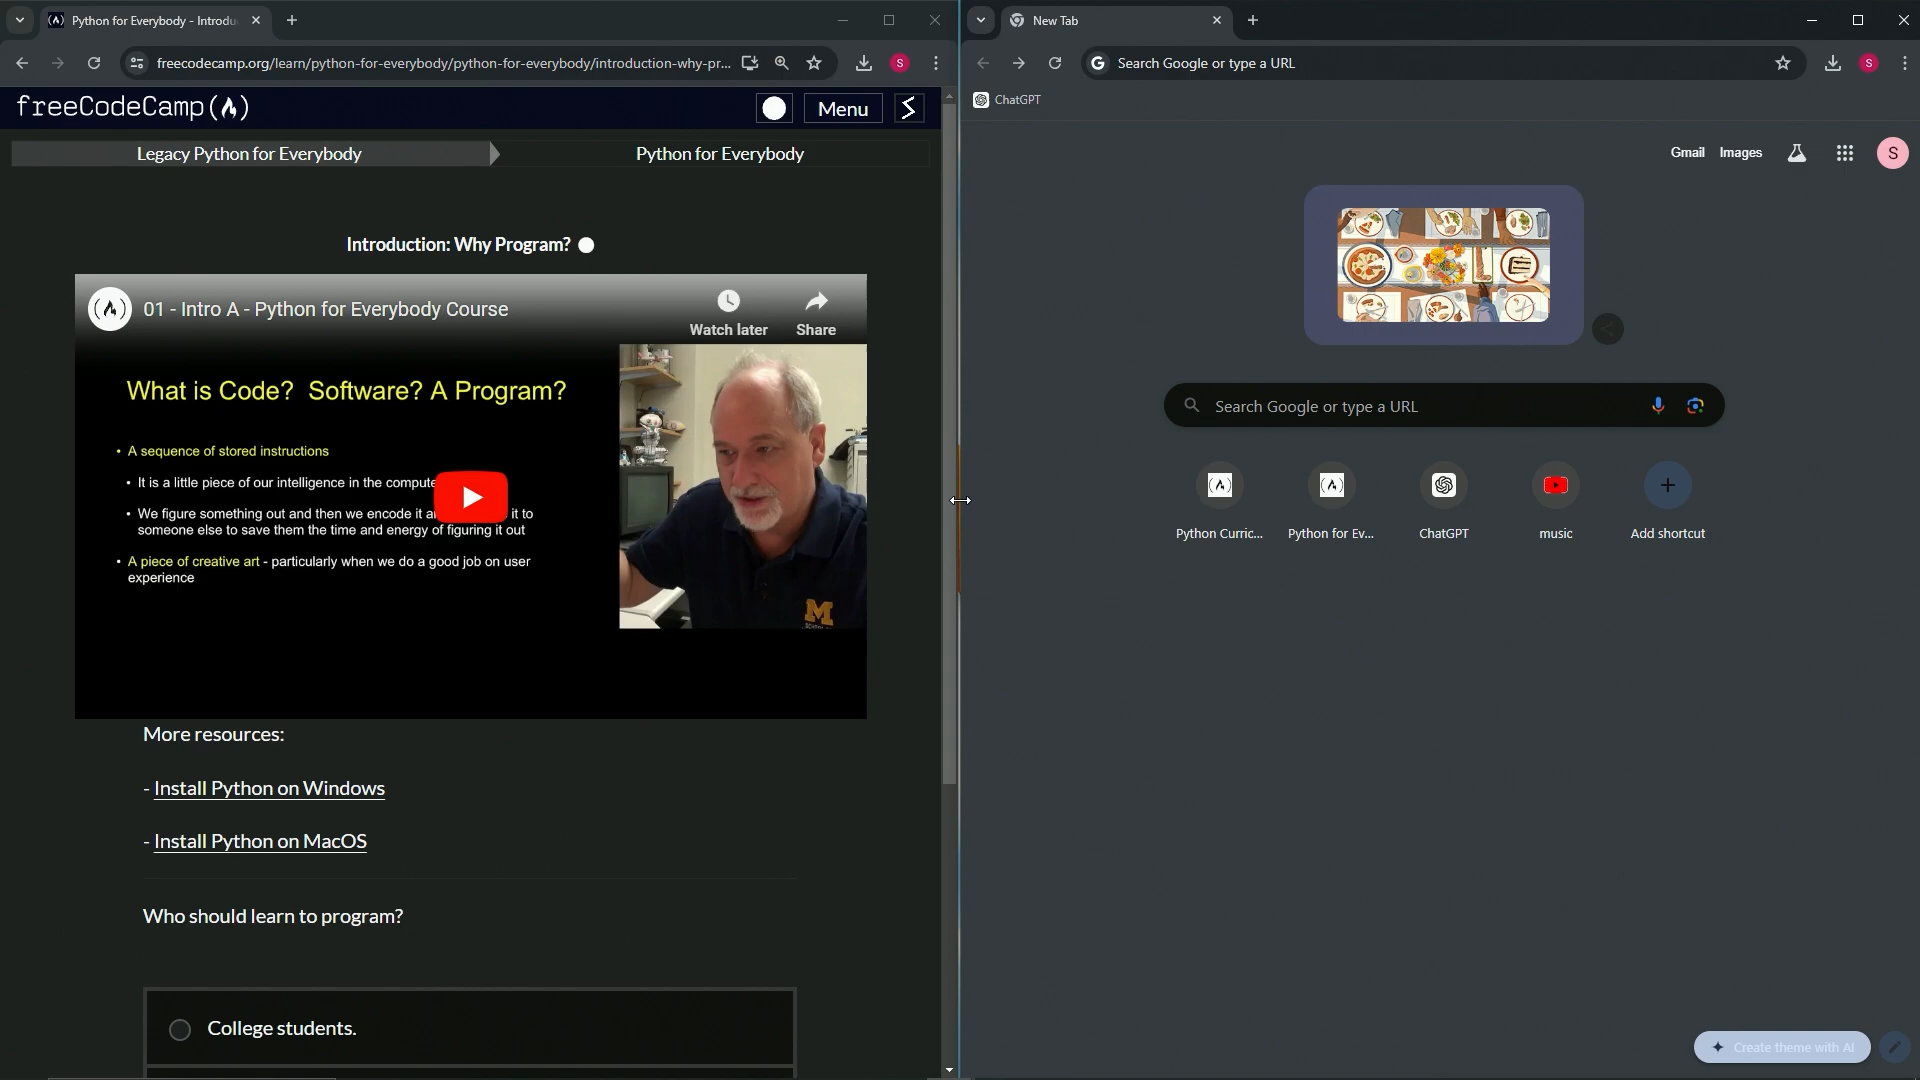 Python for Everybody - Introdu
freecodecamp.org/learn/python-for-everybody/python-for-everybody/introduction-why-pr...
S
freeCodeCamp
Menu
Legacy Python for Everybody
Python for Everybody
Introduction: Why Program?
01 - Intro A - Python for Everybody Course
Watch later
Share
What is Code? Software? A Program?
• A sequence of stored instructions
• It is a little piece of our intelligence in the compute
• We figure something out and then we encode it a it to
someone else to save them the time and energy of figuring it out
• A piece of creative art - particularly when we do a good job on user
experience
M
More resources:
- Install Python on Windows
- Install Python on MacOS
Who should learn to program?
College students.
New Tab
Search Google or type a URL
S
ChatGPT
Gmail Images
S
Search Google or type a URL
Python Curric...
Python for Ev...
ChatGPT
music
Add shortcut
Create theme with AI